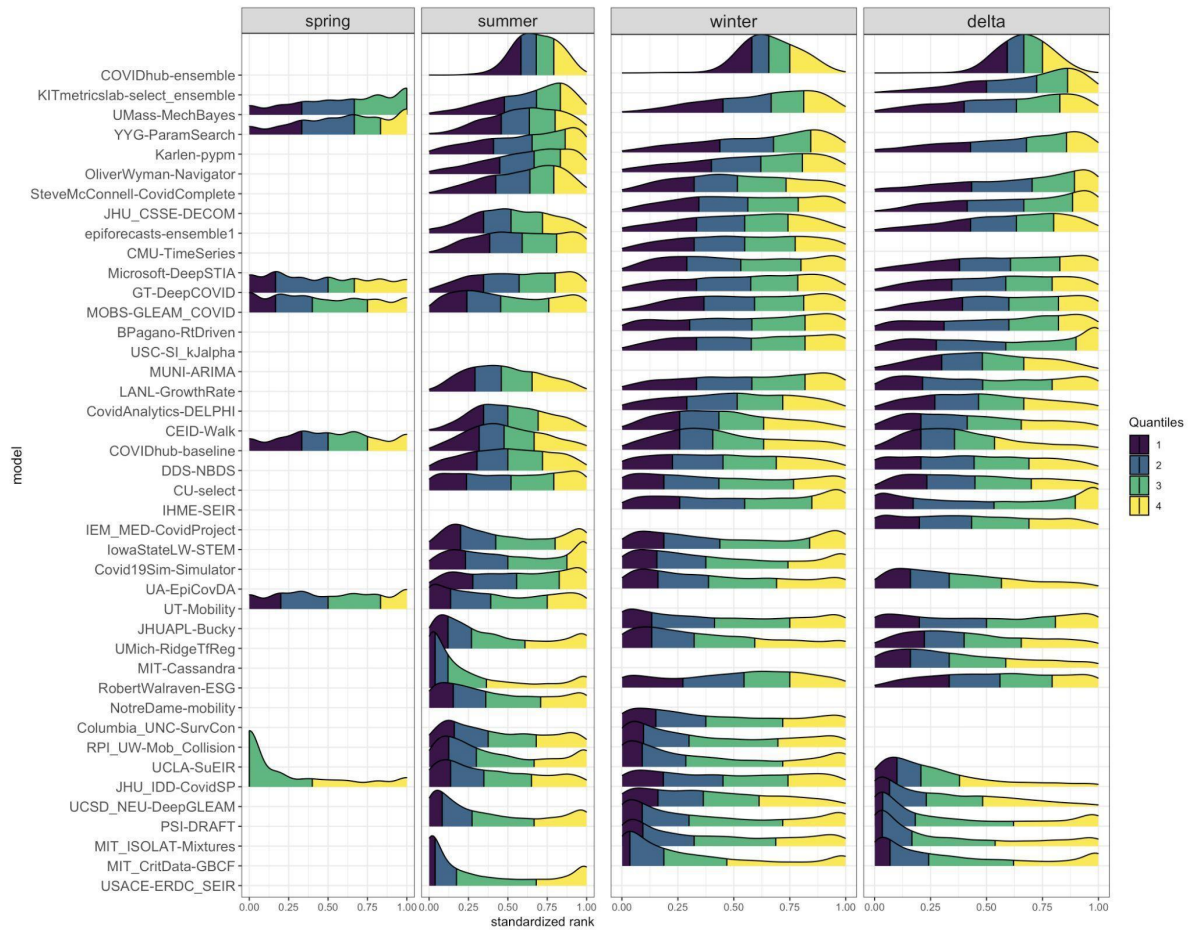 spring
summer
winter
delta
COVIDhub-ensemble
KITmetricslab-select_ensemble
UMass-MechBayes
YYG-ParamSearch
Karlen-pypm
OliverWyman-Navigator
SteveMcConnell-CovidComplete
JHU_CSSE-DECOM
epiforecasts-ensemble1
CMU-TimeSeries
Microsoft-DeepSTIA
GT-DeepCOVID
MOBS-GLEAM_COVID
BPagano-RtDriven
USC-SI_kJalpha
MUNI-ARIMA
LANL-GrowthRate
CovidAnalytics-DELPHI
CEID-Walk
COVIDhub-baseline
DDS-NBDS
CU-select
IHME-SEIR
IEM_MED-CovidProject
IowaStateLW-STEM
Covid19Sim-Simulator
UA-EpiCovDA
UT-Mobility
JHUAPL-Bucky
UMich-RidgeTfReg
MIT-Cassandra
RobertWalraven-ESG
NotreDame-mobility
Columbia_UNC-SurvCon
RPI_UW-Mob_Collision
UCLA-SuEIR
JHU_IDD-CovidSP
UCSD_NEU-DeepGLEAM
PSI-DRAFT
MIT_ISOLAT-Mixtures
MIT_CritData-GBCF
USACE-ERDC_SEIR
model
0.00 0.25 0.50 0.75 1.00
0.00 0.25 0.50 0.75 1.00
0.00 0.25 0.50 0.75 1.00
0.00 0.25 0.50 0.75 1.00
standardized rank
Quantiles
1
2
3
4